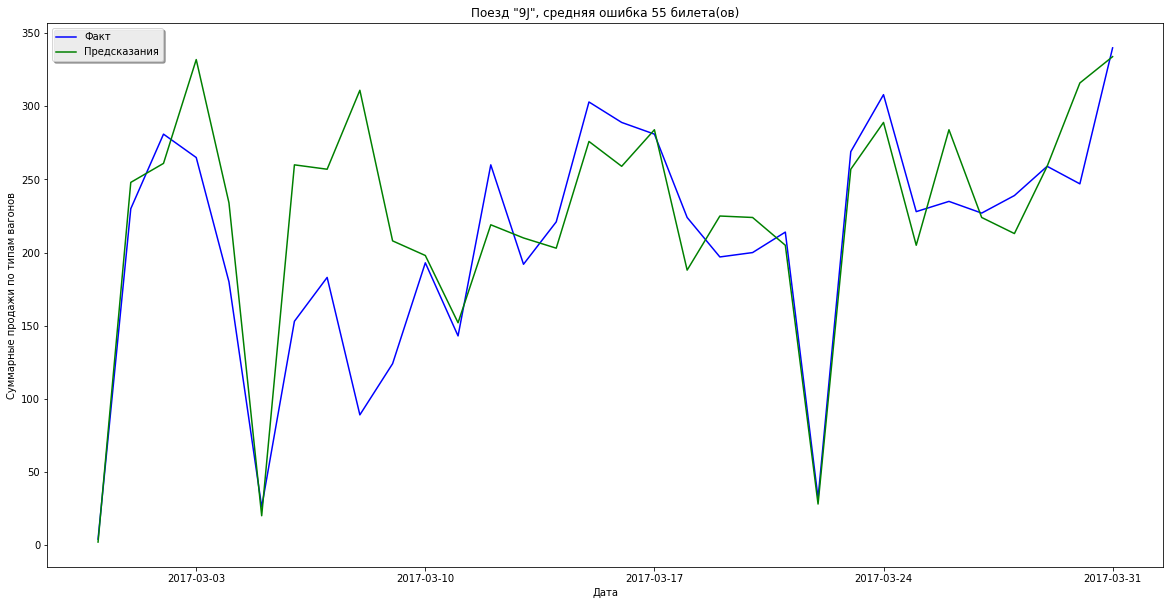 Поезд "9J", средняя ошибка 55 билета(ов)
Факт
Предсказания
Суммарные продажи по типам вагонов
350
300
250
200
150
100
50
0
2017-03-03
2017-03-10
2017-03-17
2017-03-24
2017-03-31
Дата